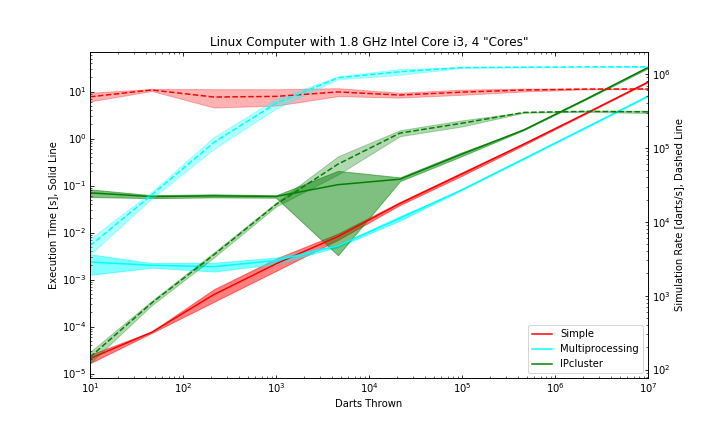 Linux Computer with 1.8 GHz Intel Core i3, 4 "Cores"
Execution Time [s], Solid Line
10^1
10^0
10^-1
10^-2
10^-3
10^-4
10^-5
10^6
10^5
10^4
10^3
10^2
Simulation Rate [darts/s], Dashed Line
Simple
Multiprocessing
IPcluster
10^1 10^2 10^3 10^4 10^5 10^6 10^7
Darts Thrown